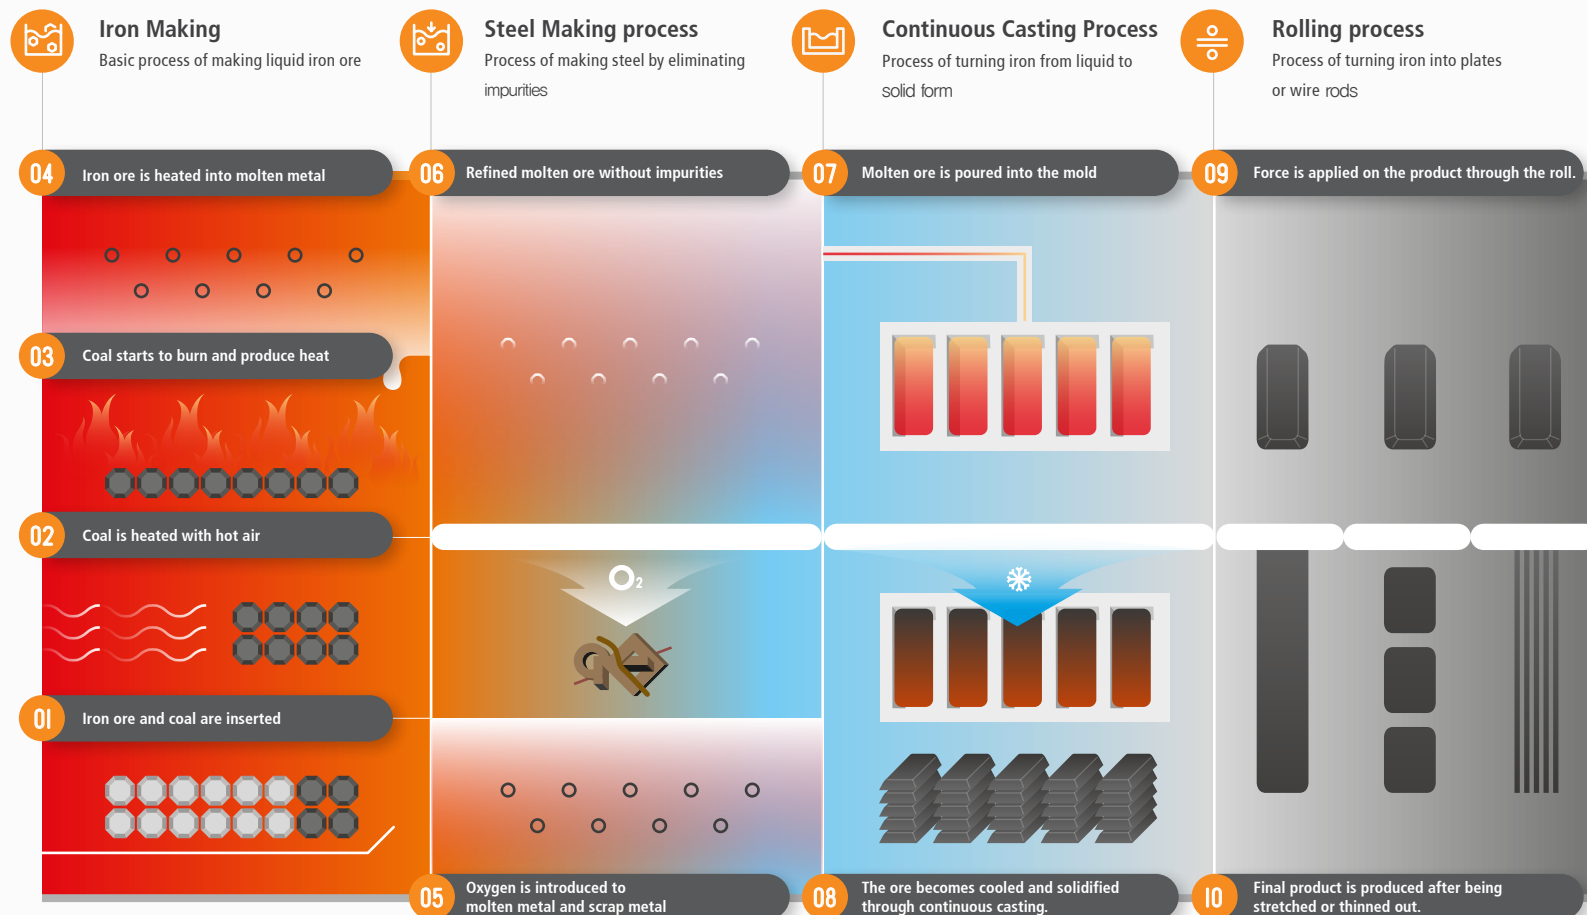 Iron Making
Basic process of making liquid iron ore
Steel Making process
Process of making steel by eliminating
impurities
Continuous Casting Process
Process of turning iron from liquid to
solid form
Rolling process
Process of turning iron into plates
or wire rods
04
Iron ore is heated into molten metal
03
Coal starts to burn and produce heat
02
Coal is heated with hot air
01
Iron ore and coal are inserted
06
Refined molten ore without impurities
O2
05
Oxygen is introduced to
molten metal and scrap metal
07
Molten ore is poured into the mold
08
The ore becomes cooled and solidified
through continuous casting.
09
Force is applied on the product through the roll.
10
Final product is produced after being
stretched or thinned out.